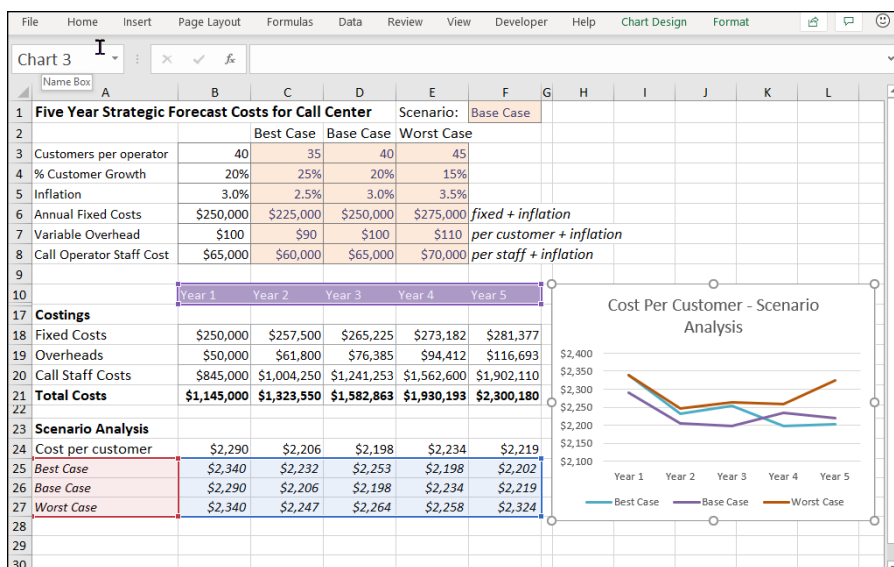 File Home Insert Page Layout Formulas Data Review View Developer Help Chart Design Format
Chart 3 fx
Name Box
A B C D E F G H I J K L
1 Five Year Strategic Forecast Costs for Call Center Scenario: Base Case
2 Best Case Base Case Worst Case
3 Customers per operator 40 35 40 45
4 % Customer Growth 20% 25% 20% 15%
5 Inflation 3.0% 2.5% 3.0% 3.5%
6 Annual Fixed Costs $250,000 $225,000 $250,000 $275,000 fixed + inflation
7 Variable Overhead $100 $90 $100 $110 per customer + inflation
8 Call Operator Staff Cost $65,000 $60,000 $65,000 $70,000 per staff + inflation
9
10 Year 1 Year 2 Year 3 Year 4 Year 5
17 Costings
18 Fixed Costs $250,000 $257,500 $265,225 $273,182 $281,377
19 Overheads $50,000 $61,800 $76,385 $94,412 $116,693
20 Call Staff Costs $845,000 $1,004,250 $1,241,253 $1,562,600 $1,902,110
21 Total Costs $1,145,000 $1,323,550 $1,582,863 $1,930,193 $2,300,180
22
23 Scenario Analysis
24 Cost per customer $2,290 $2,206 $2,198 $2,234 $2,219
25 Best Case $2,340 $2,232 $2,253 $2,198 $2,202
26 Base Case $2,290 $2,206 $2,198 $2,234 $2,219
27 Worst Case $2,340 $2,247 $2,264 $2,258 $2,324
28
29
30
Cost Per Customer - Scenario
Analysis
$2,400
$2,350
$2,300
$2,250
$2,200
$2,150
$2,100
Year 1 Year 2 Year 3 Year 4 Year 5
Best Case Base Case Worst Case